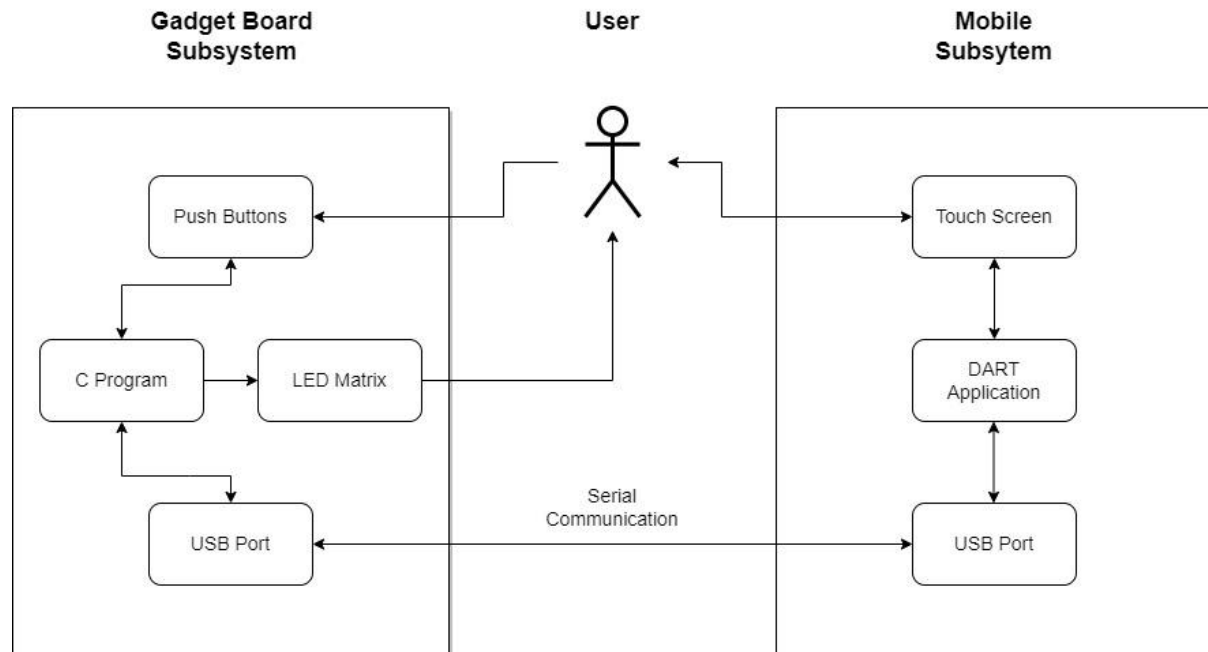 Gadget Board
Subsystem
User
Mobile
Subsytem
Push Buttons
Touch Screen
C Program
LED Matrix
DART
Application
Serial
Communication
USB Port
USB Port